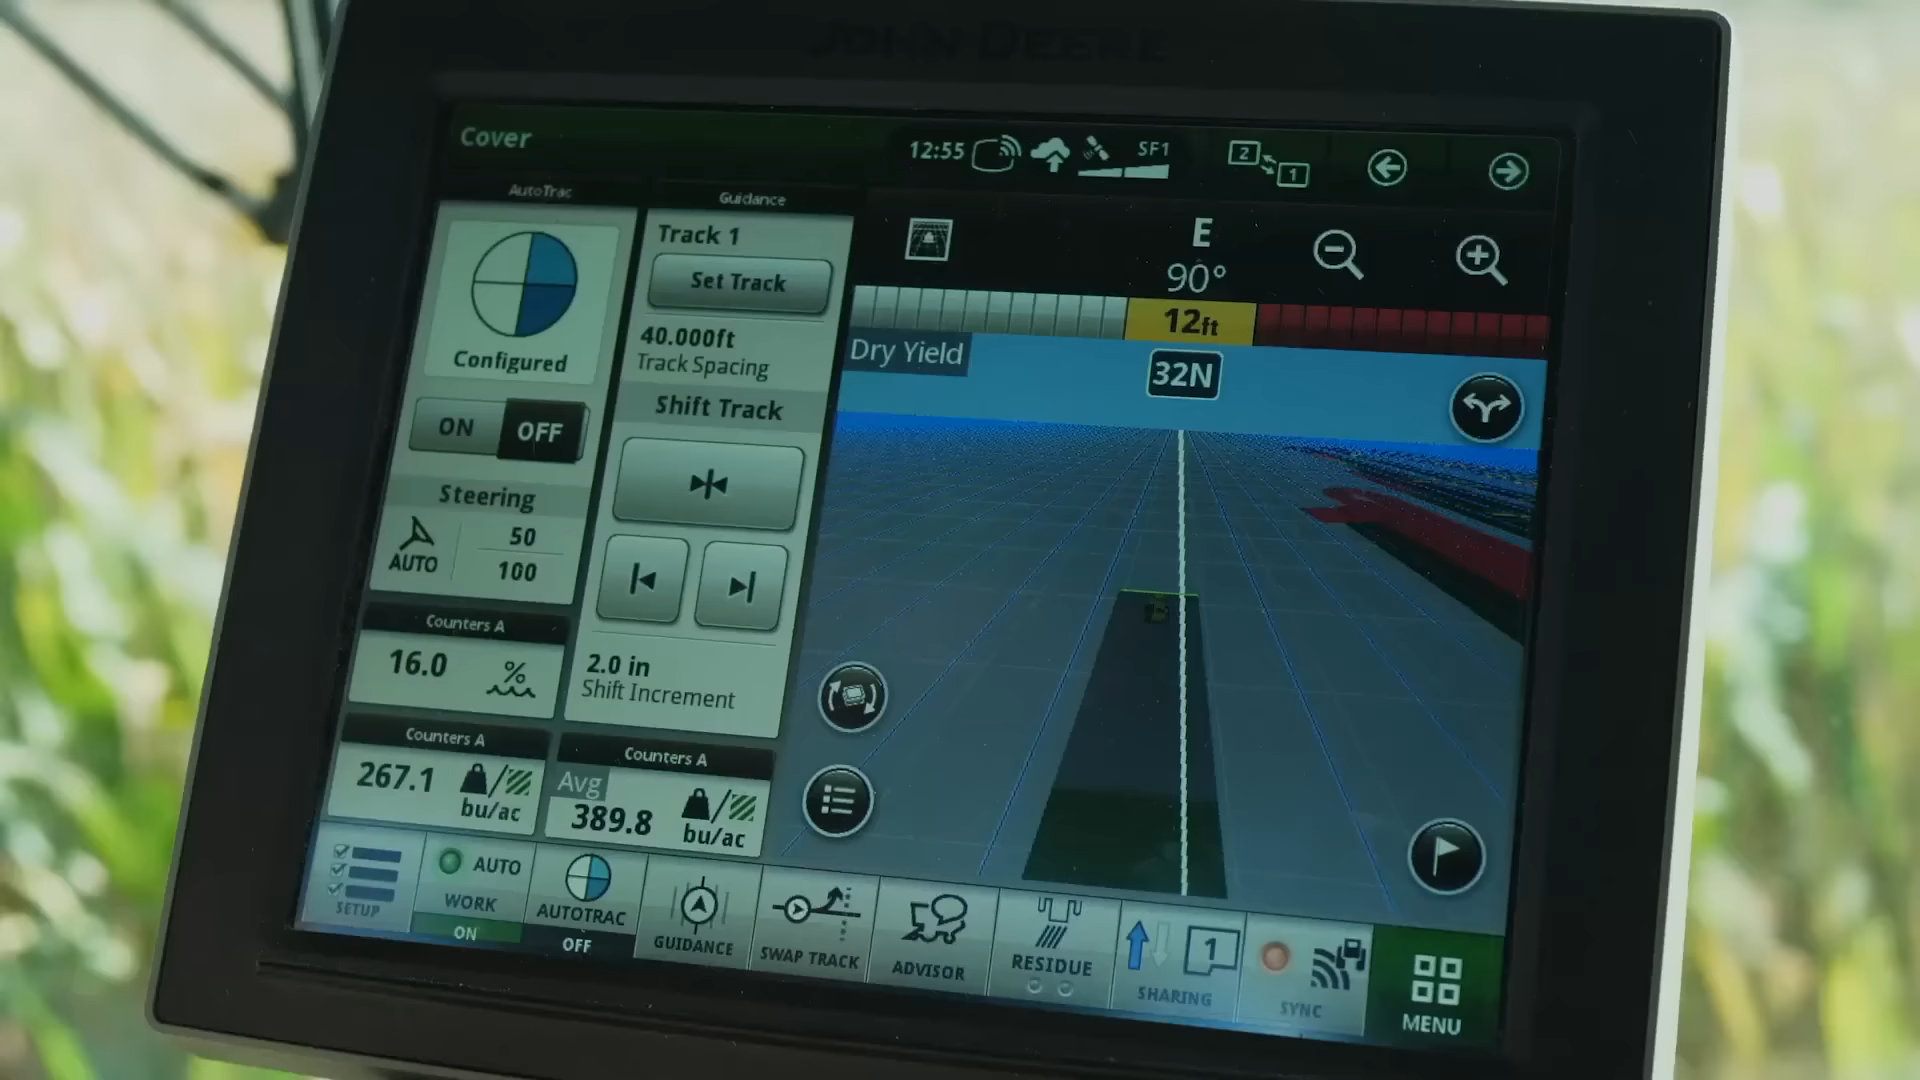 JOHN DEERE
Cover
12:55
SF1
2
1
AutoTrac
Configured
ON OFF
Steering
AUTO
50
100
Counters A
16.0 %
Counters A
267.1 bu/ac
Guidance
Track 1
Set Track
40.000ft
Track Spacing
Shift Track
2.0 in
Shift Increment
Counters A
Avg
389.8 bu/ac
E
90°
12ft
Dry Yield
32N
SETUP
AUTO
WORK
ON
AUTOTRAC
OFF
GUIDANCE
SWAP TRACK
ADVISOR
RESIDUE
1
SHARING
SYNC
MENU